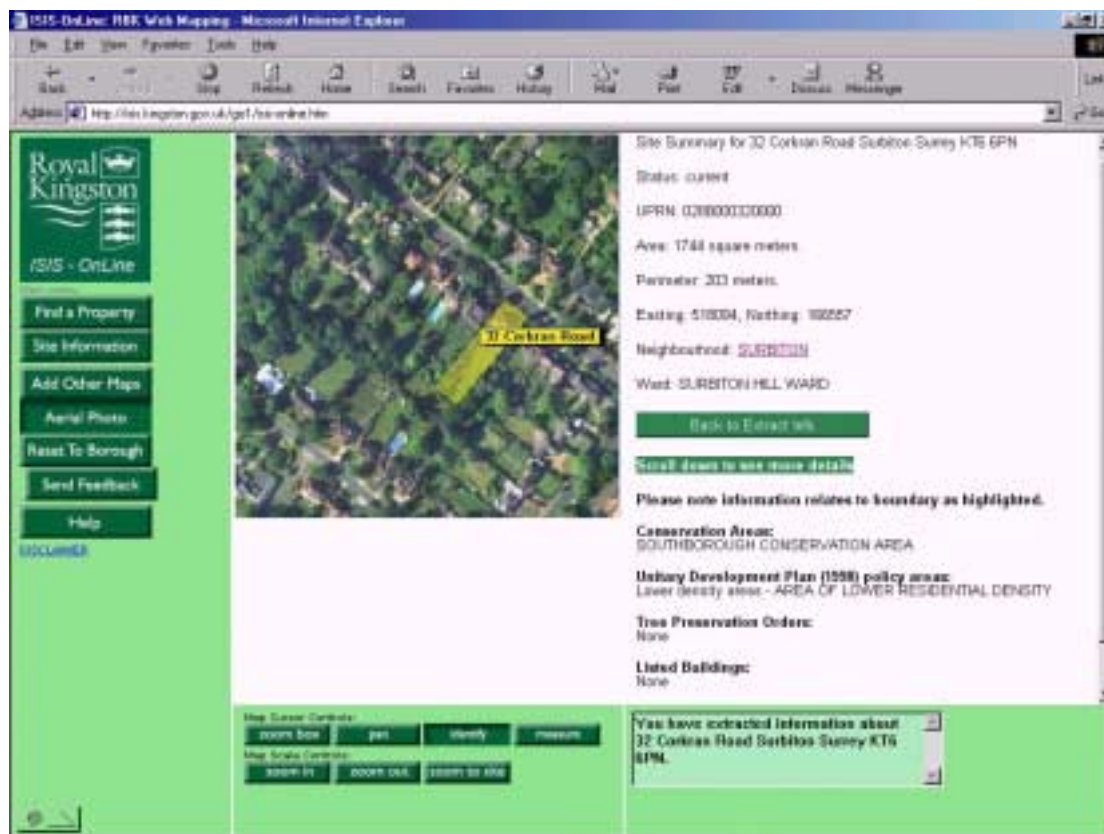 ISIS-OnLine: RBK Web Mapping - Microsoft Internet Explorer
File Edit View Favorites Tools Help
Back Stop Refresh Home Search Favorites History Mail Print Edit Discuss Messenger
Address
Royal
Kingston
ISIS - OnLine
Find a Property
Site Information
Add Other Maps
Aerial Photo
Reset To Borough
Send Feedback
Help
DISCLAIMER
32 Corkran Road
Site Summary for 32 Corkran Road Surbiton Surrey KT6 6PN
Status: current
UPRN: 0288000320000
Area: 1744 square meters.
Perimeter: 203 meters.
Easting: 518094, Northing:
Neighbourhood: SURBITON
Ward: SURBITON HILL WARD
Back to Extract Info
Scroll down to see more details
Please note information relates to boundary as highlighted.
Conservation Areas:
SOUTHBOROUGH CONSERVATION AREA
Unitary Development Plan (1998) policy areas:
Lower density areas - AREA OF LOWER RESIDENTIAL DENSITY
Tree Preservation Orders:
None
Listed Buildings:
None
Map Cursor Controls:
zoom box pan identify measure
Map Scale Controls:
zoom in zoom out zoom to site
You have extracted information about
32 Corkran Road Surbiton Surrey KT6
6PN.